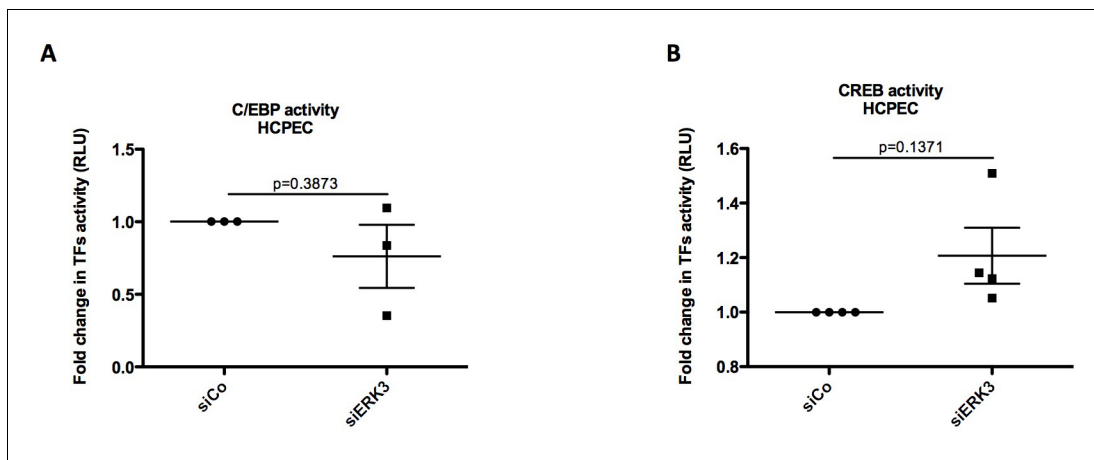 A
C/EBP activity
HCPEC
Fold change in TFs activity (RLU)
1.5
1.0
0.5
0.0
p=0.3873
siCo
siERK3
B
CREB activity
HCPEC
Fold change in TFs activity (RLU)
1.6
1.4
1.2
1.0
0.8
p=0.1371
siCo
siERK3